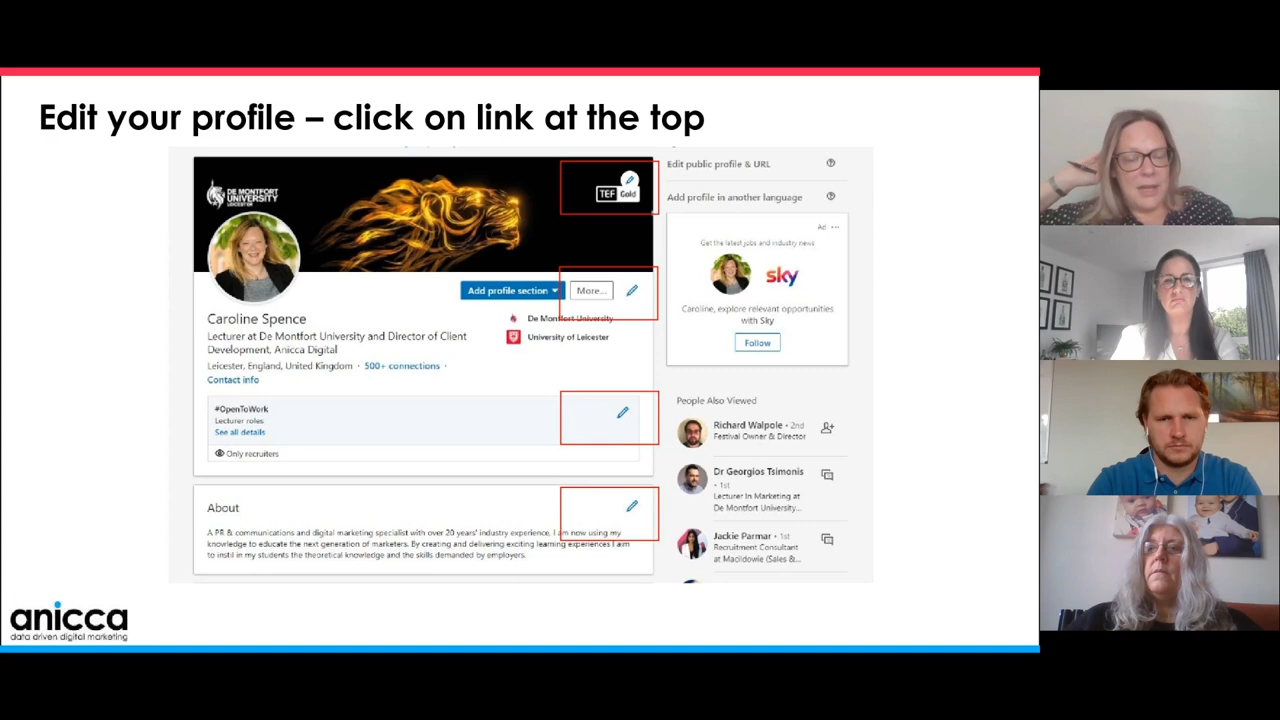 Edit your profile – click on link at the top
DE MONTFORT
UNIVERSITY
LEICESTER
TEF Gold
Add profile section
More...
Caroline Spence
Lecturer at De Montfort University and Director of Client
Development, Anicca Digital
Leicester, England, United Kingdom · 500+ connections ·
Contact info
De Montfort University
University of Leicester
#OpenToWork
Lecturer roles
See all details
Only recruiters
About
A PR & communications and digital marketing specialist with over 20 years' industry experience, I am now using my
knowledge to educate the next generation of marketers. By creating and delivering exciting learning experiences I aim
to instil in my students the theoretical knowledge and the skills demanded by employers.
Edit public profile & URL
Add profile in another language
Ad ...
Get the latest jobs and industry news
sky
Caroline, explore relevant opportunities
with Sky
Follow
People Also Viewed
Richard Walpole • 2nd
Festival Owner & Director
Dr Georgios Tsimonis
• 1st
Lecturer In Marketing at
De Montfort University...
Jackie Parmar • 1st
Recruitment Consultant
at Macildowie (Sales &...
anicca
data driven digital marketing